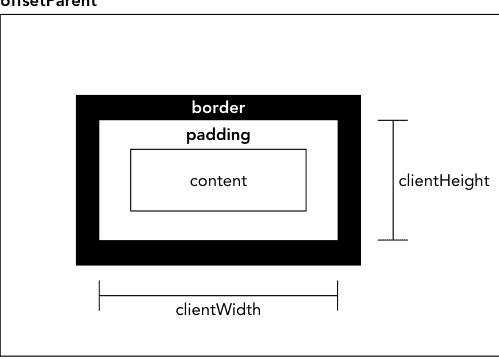 offsetParent
border
padding
content
clientHeight
clientWidth